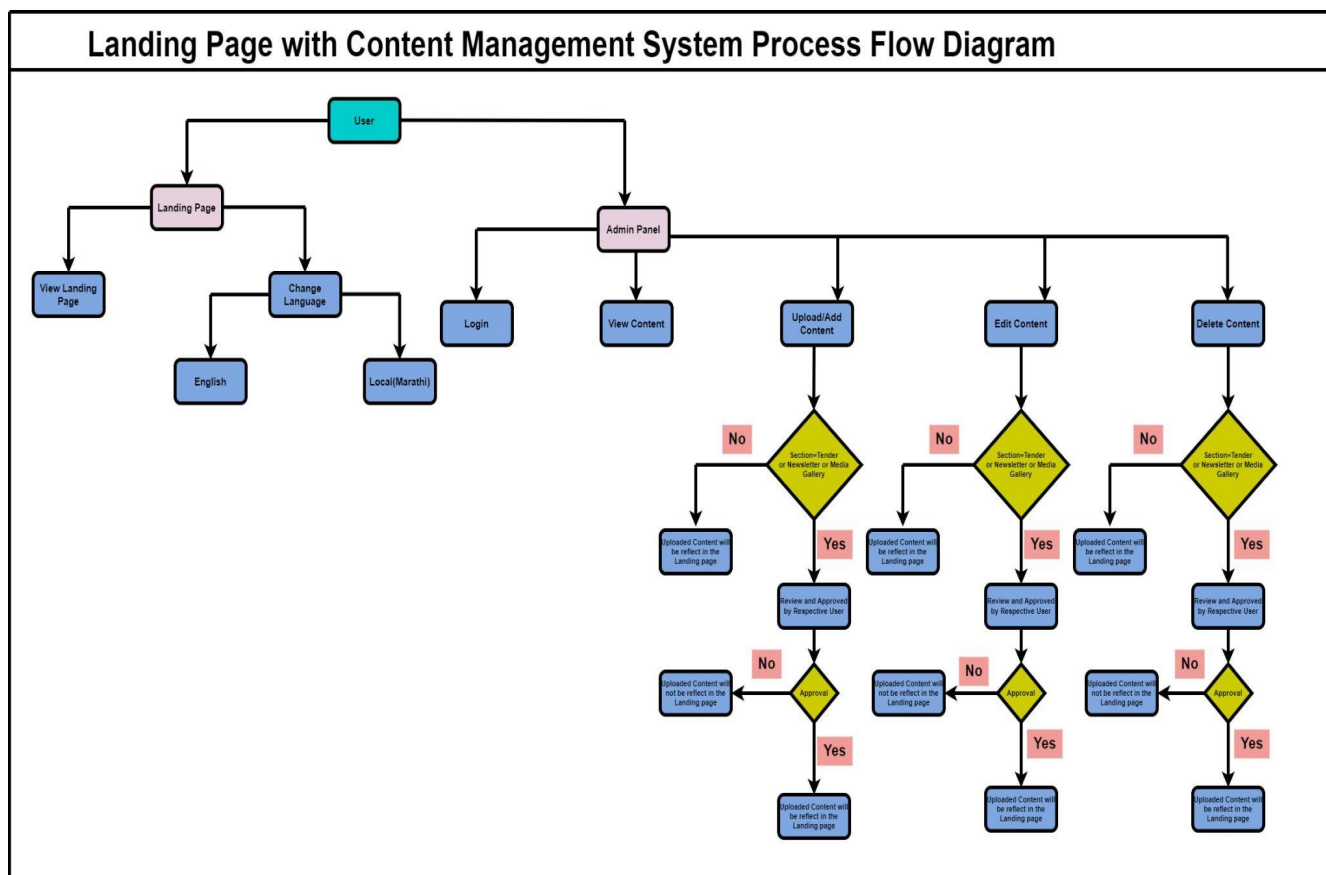 Landing Page with Content Management System Process Flow Diagram
User
Landing Page
Admin Panel
View Landing
Page
Change
Language
Login
View Content
Upload/Add
Content
Edit Content
Delete Content
English
Local(Marathi)
No
Section=Tender
or Newsletter or Media
Gallery
No
Section=Tender
or Newsletter or Media
Gallery
No
Section=Tender
or Newsletter or Media
Gallery
Uploaded Content will
be reflect in the
Landing page
Yes
Uploaded Content will
be reflect in the
Landing page
Yes
Uploaded Content will
be reflect in the
Landing page
Yes
Review and Approved
by Respective User
Review and Approved
by Respective User
Review and Approved
by Respective User
No
Uploaded Content will
not be reflect in the
Landing page
Approval
No
Uploaded Content will
not be reflect in the
Landing page
Approval
No
Uploaded Content will
not be reflect in the
Landing page
Approval
Yes
Yes
Yes
Uploaded Content will
be reflect in the
Landing page
Uploaded Content will
be reflect in the
Landing page
Uploaded Content will
be reflect in the
Landing page